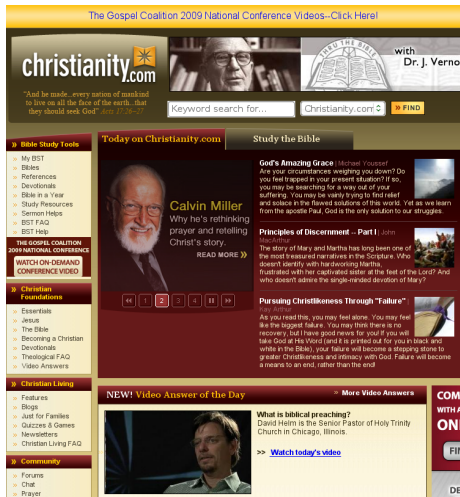 The Gospel Coalition 2009 National Conference Videos--Click Here!
christianity.com
"And be made...every nation of mankind
to live on all the face of the earth...that
they should seek God" Acts 17:26-27
THRU THE BIBLE
with
Dr. J. Verno
Keyword search for...
Christianity.com
» FIND
» Bible Study Tools
» My BST
» Bibles
» References
» Devotionals
» Bible in a Year
» Study Resources
» Sermon Helps
» BST FAQ
» BST Help
THE GOSPEL COALITION
2009 NATIONAL CONFERENCE
WATCH ON-DEMAND
CONFERENCE VIDEO
» Christian
Foundations
» Essentials
» Jesus
» The Bible
» Becoming a Christian
» Devotionals
» Theological FAQ
» Video Answers
» Christian Living
» Features
» Blogs
» Just for Families
» Quizzes & Games
» Newsletters
» Christian Living FAQ
» Community
» Forums
» Chat
» Prayer
Today on Christianity.com
Study the Bible
Calvin Miller
Why he's rethinking
prayer and retelling
Christ's story.
READ MORE »
1 2 3 4
God's Amazing Grace | Michael Youssef
Are your circumstances weighing you down? Do
you feel trapped in your present situation? If so,
you may be searching for a way out of your
suffering. You may be vainly trying to find relief
and solace in the flawed solutions of this world. Yet as we learn
from the apostle Paul, God is the only solution to our struggles.
Principles of Discernment -- Part I | John
MacArthur
The story of Mary and Martha has long been one of
the most treasured narratives in the Scripture. Who
doesn't identify with hardworking Martha,
frustrated with her captivated sister at the feet of the Lord? And
who doesn't admire the single-minded devotion of Mary?
Pursuing Christlikeness Through "Failure" |
Kay Arthur
As you read this, you may feel alone. You may feel
like the biggest failure. You may think there is no
recovery, but I have good news for you! If you will
take God at His Word (and it is printed out for you in black and
white in the Bible), your failure will become a stepping stone to
greater Christlikeness and intimacy with God. Failure will become
a means to an end, rather than the end!
NEW! Video Answer of the Day
» More Video Answers
What is biblical preaching?
David Helm is the Senior Pastor of Holy Trinity
Church in Chicago, Illinois.
>> Watch today's video
COM
WITH A
ONI
FIN
DE